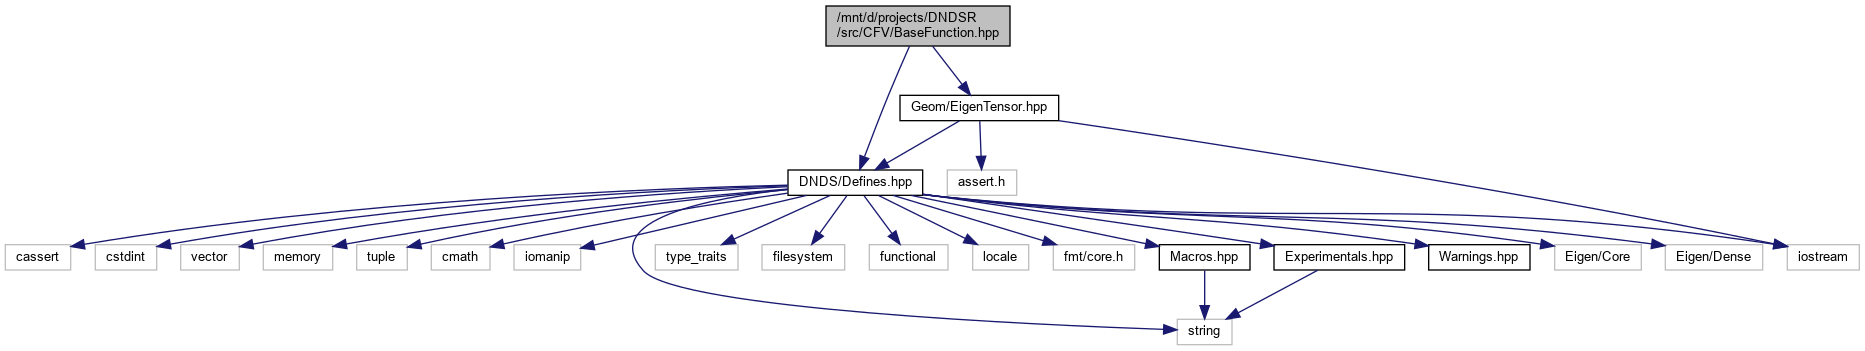 /mnt/d/projects/DNDSR
/src/CFV/BaseFunction.hpp
Geom/EigenTensor.hpp
DNDS/Defines.hpp
assert.h
cassert
cstdint
vector
memory
tuple
cmath
iomanip
type_traits
filesystem
functional
locale
fmt/core.h
Macros.hpp
Experimentals.hpp
Warnings.hpp
Eigen/Core
Eigen/Dense
iostream
string